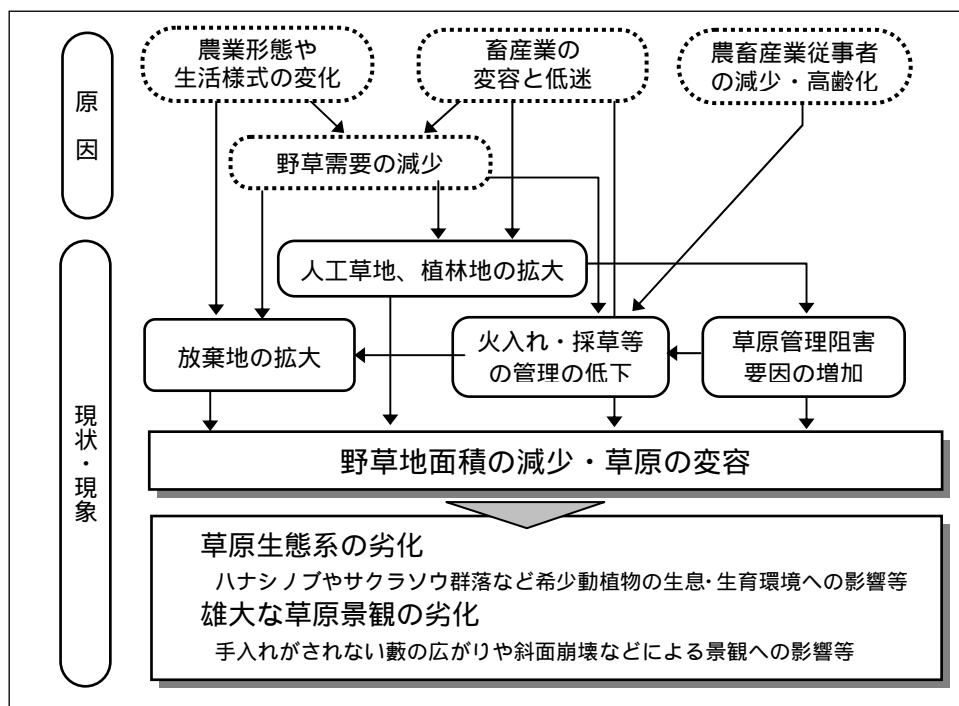 原因
農業形態や
生活様式の変化
畜産業の
変容と低迷
農畜産業従事者
の減少・高齢化
野草需要の減少
現状・現象
人工草地、植林地の拡大
放棄地の拡大
火入れ・採草等
の管理の低下
草原管理阻害
要因の増加
野草地面積の減少・草原の変容
草原生態系の劣化
ハナシノブやサクラソウ群落など希少動植物の生息・生育環境への影響等
雄大な草原景観の劣化
手入れがされない藪の広がりや斜面崩壊などによる景観への影響等